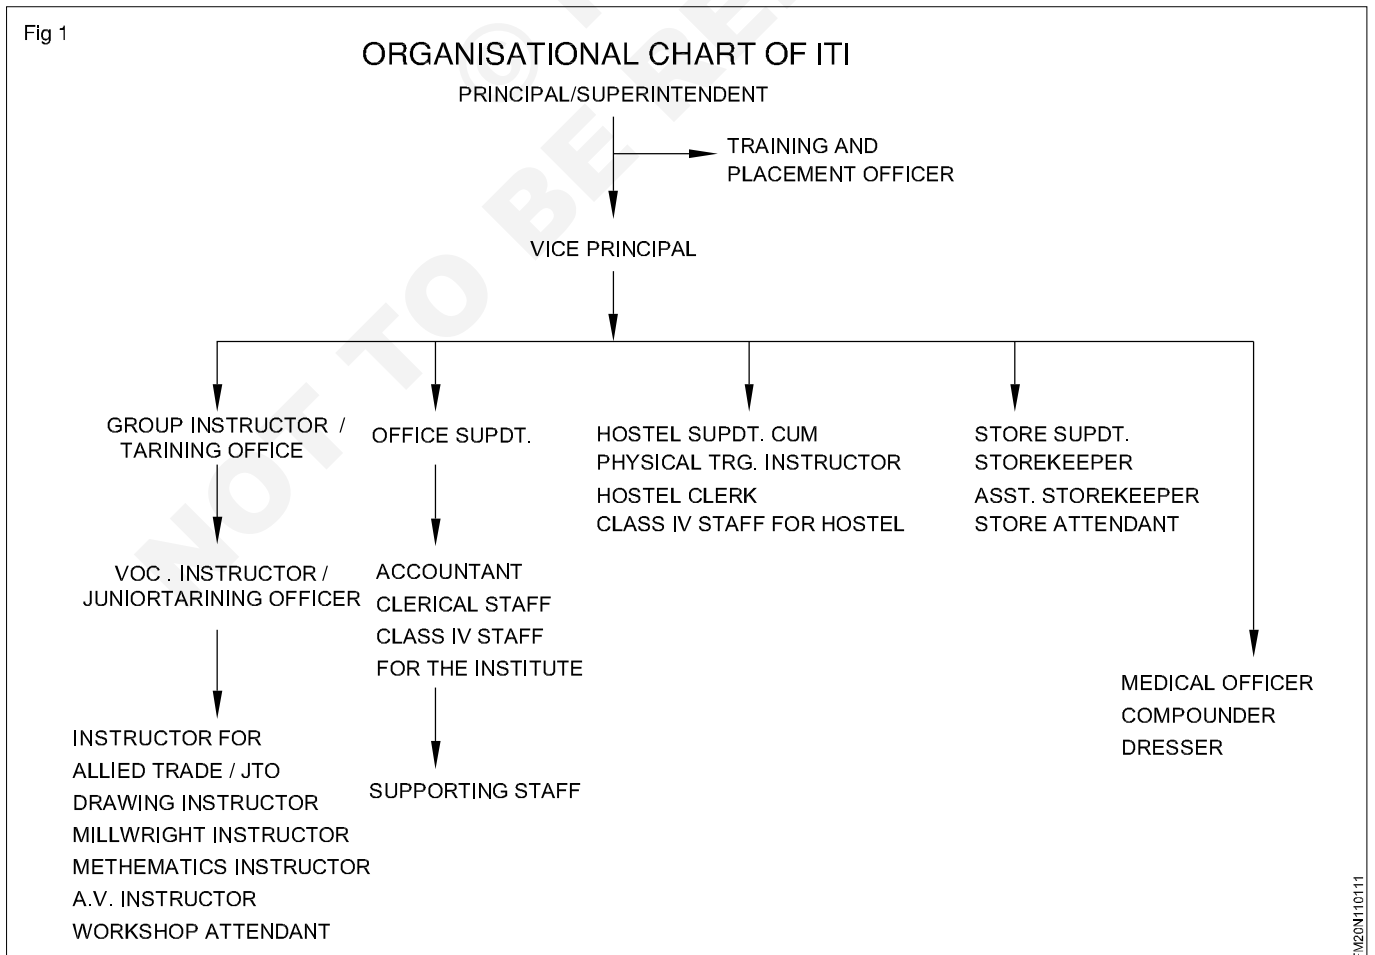 Fig 1
ORGANISATIONAL CHART OF ITI
PRINCIPAL/SUPERINTENDENT
TRAINING AND
PLACEMENT OFFICER
VICE PRINCIPAL
GROUP INSTRUCTOR /
TARINING OFFICE
OFFICE SUPDT.
HOSTEL SUPDT. CUM
PHYSICAL TRG. INSTRUCTOR
HOSTEL CLERK
CLASS IV STAFF FOR HOSTEL
STORE SUPDT.
STOREKEEPER
ASST. STOREKEEPER
STORE ATTENDANT
VOC . INSTRUCTOR /
JUNIORTARINING OFFICER
ACCOUNTANT
CLERICAL STAFF
CLASS IV STAFF
FOR THE INSTITUTE
MEDICAL OFFICER
COMPOUNDER
DRESSER
INSTRUCTOR FOR
ALLIED TRADE / JTO
DRAWING INSTRUCTOR
MILLWRIGHT INSTRUCTOR
METHEMATICS INSTRUCTOR
A.V. INSTRUCTOR
WORKSHOP ATTENDANT
SUPPORTING STAFF
NOT TO BE
©